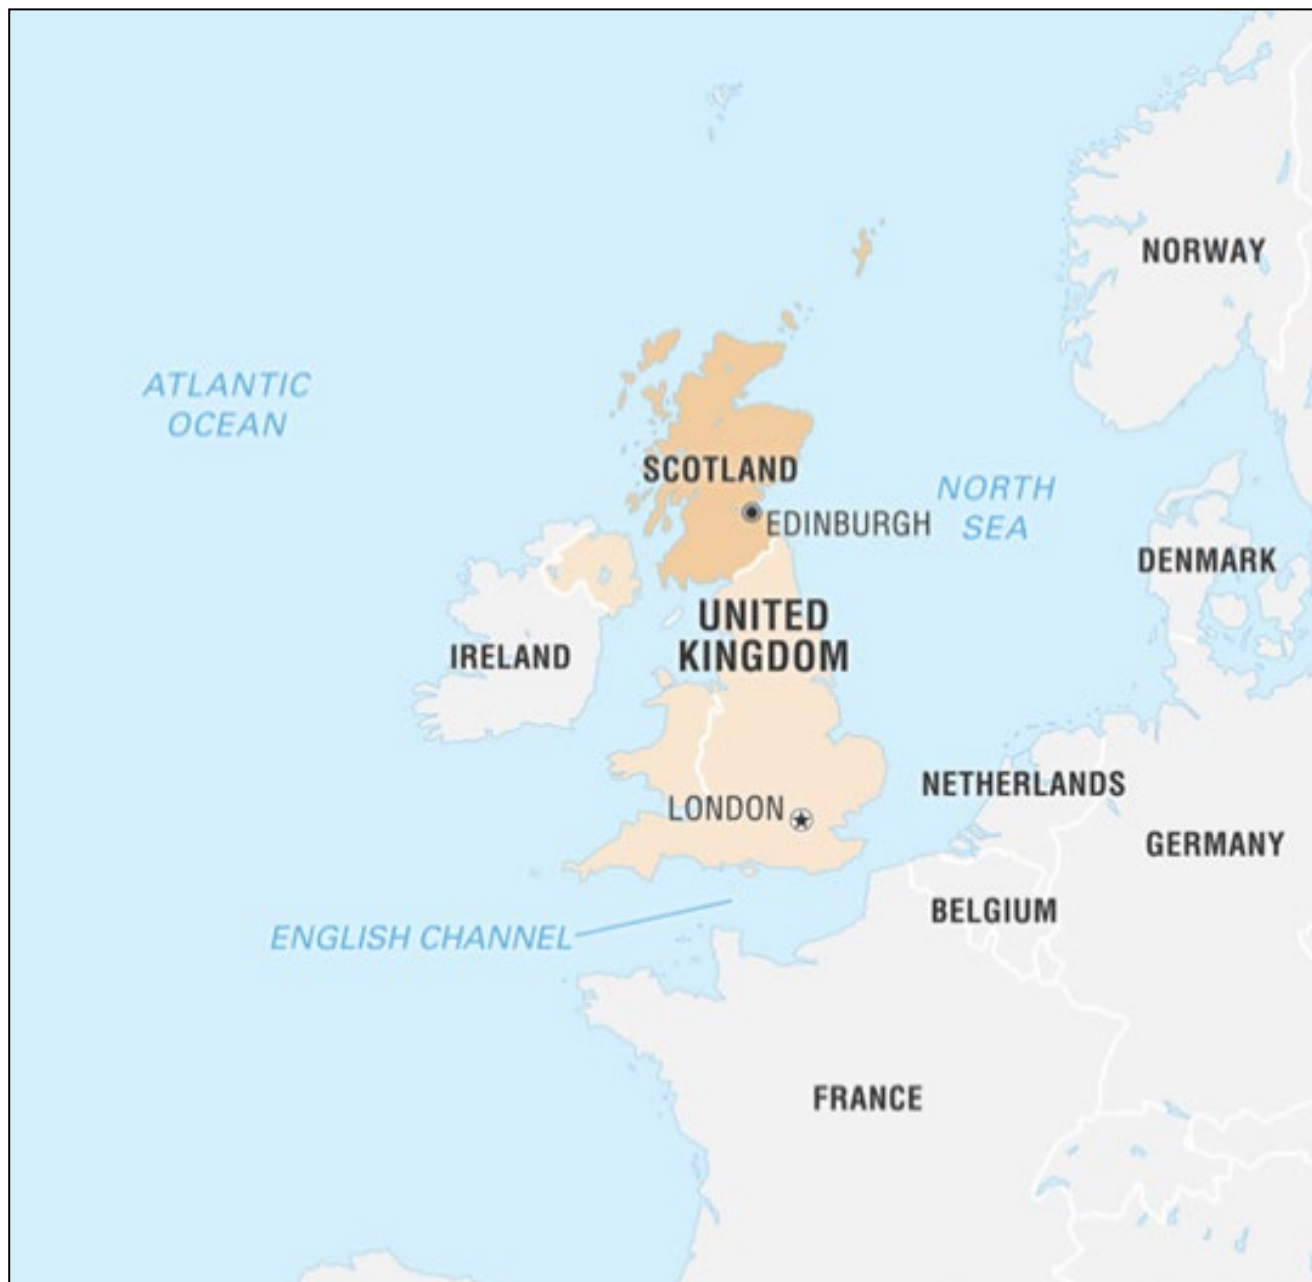 NORWAY
ATLANTIC
OCEAN
SCOTLAND
NORTH
SEA
EDINBURGH
DENMARK
UNITED
KINGDOM
IRELAND
NETHERLANDS
LONDON
GERMANY
BELGIUM
ENGLISH CHANNEL
FRANCE